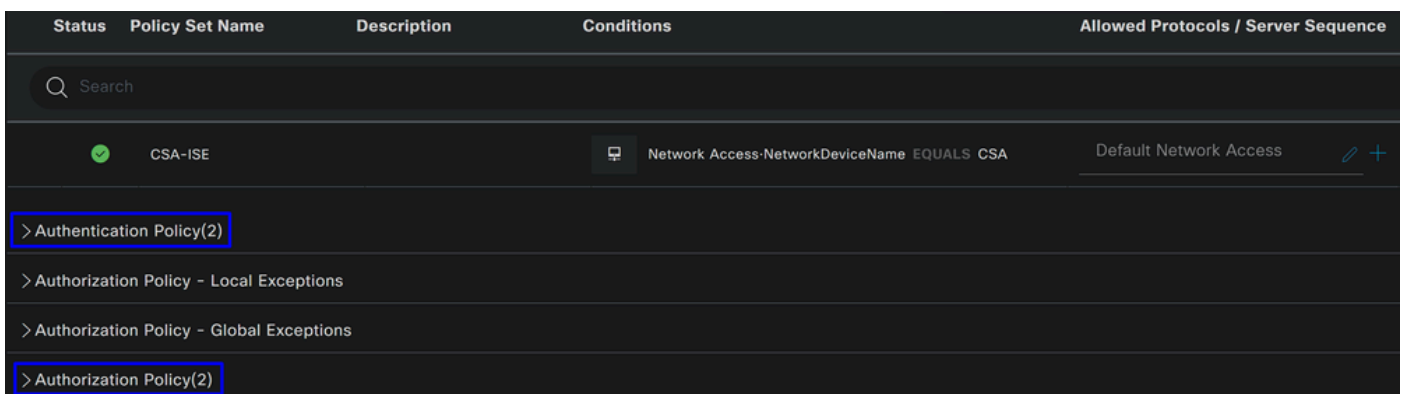 Status Policy Set Name Description Conditions Allowed Protocols / Server Sequence
Search
CSA-ISE Network Access·NetworkDeviceName EQUALS CSA Default Network Access
Authentication Policy(2)
Authorization Policy - Local Exceptions
Authorization Policy - Global Exceptions
Authorization Policy(2)